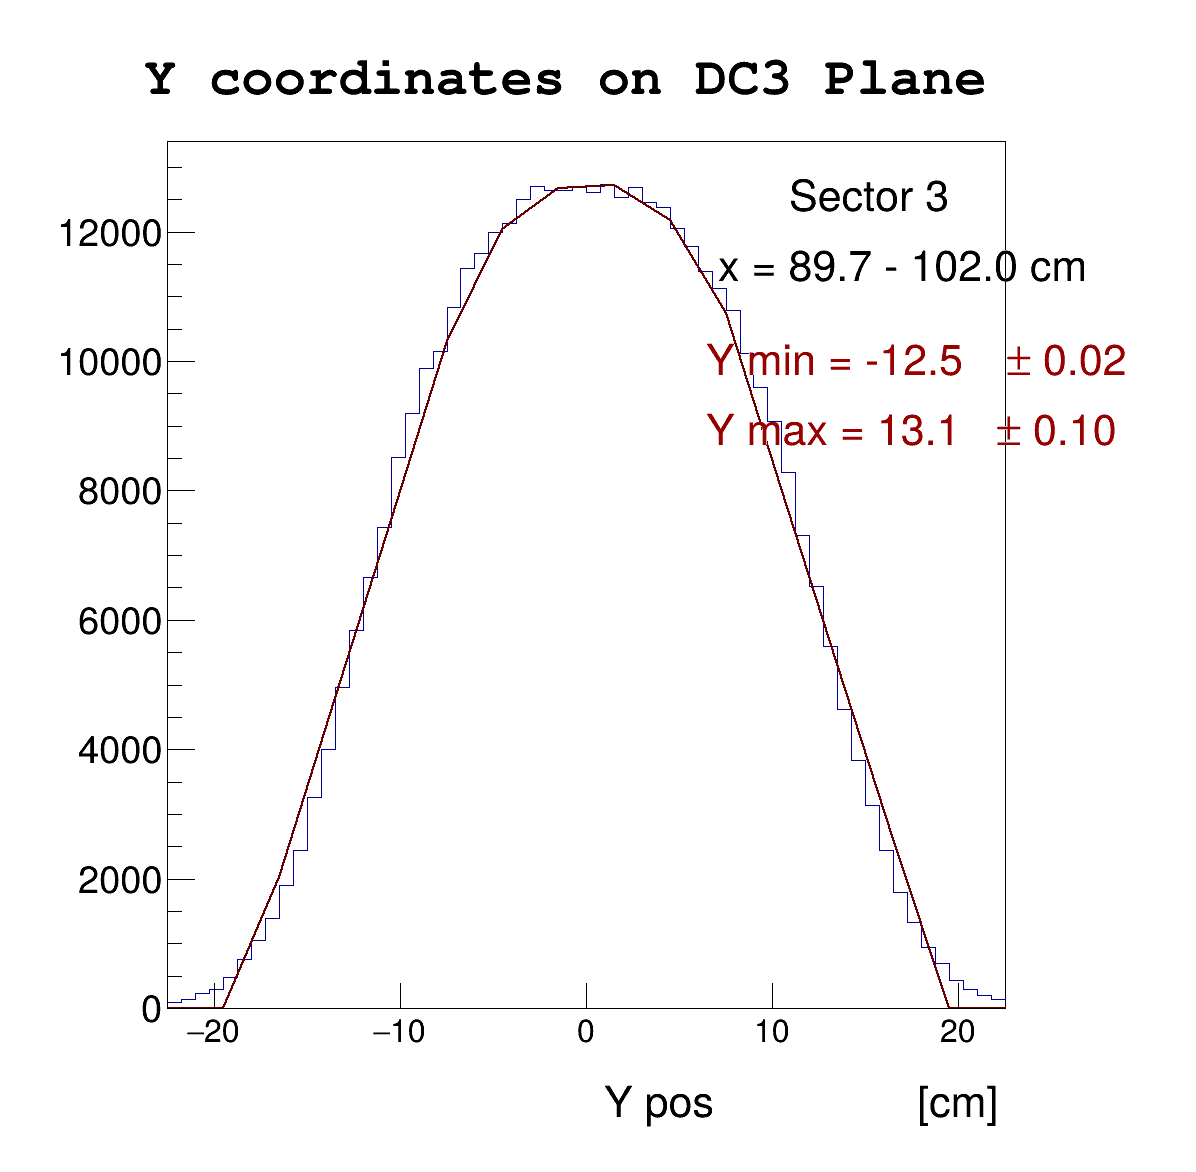 Y coordinates on DC3 Plane
Sector 3
x = 89.7 - 102.0 cm
Y min = -12.5 ± 0.02
Y max = 13.1 ± 0.10
12000
10000
8000
6000
4000
2000
0
−20 −10 0 10 20
Y pos [cm]